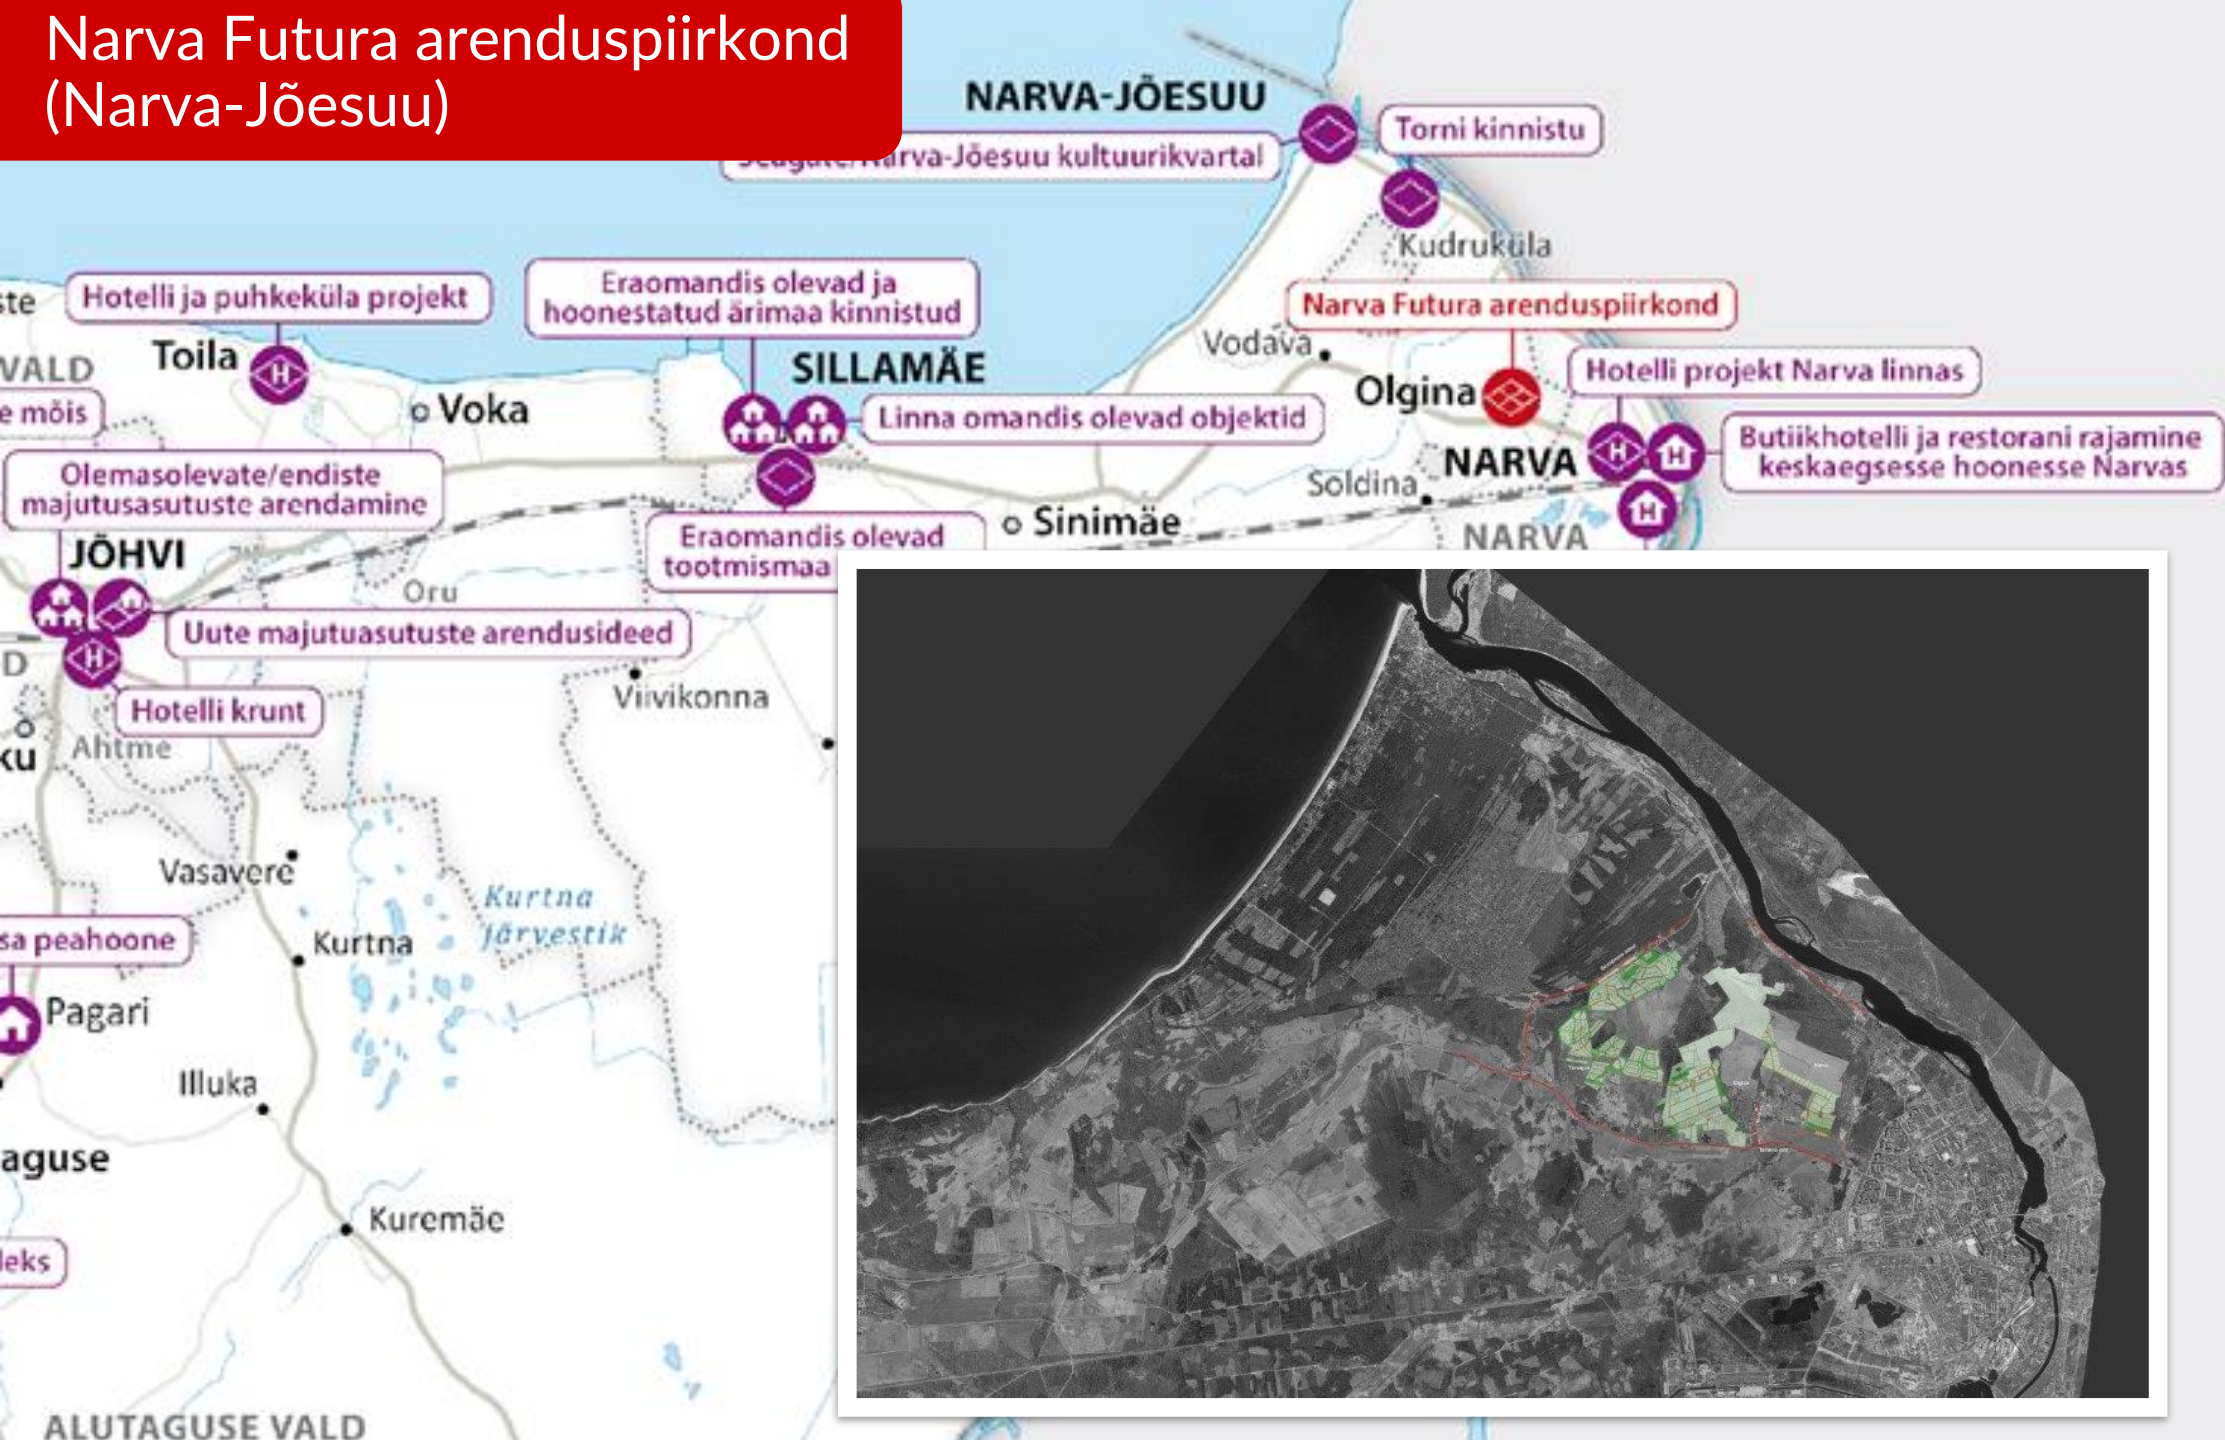 Narva Futura arenduspiirkond
(Narva-Jõesuu)
NARVA-JÕESUU
Torni kinnistu
Narva-Jõesuu kultuurikvartal
Kudruküla
Eraomandis olevad ja
hoonestatud ärimaa kinnistud
Hotelli ja puhkeküla projekt
ste
Narva Futura arenduspiirkond
Vodava
Toila
VALD
SILLAMÄE
Hotelli projekt Narva linnas
Olgina
e mõis
Voka
Linna omandis olevad objektid
Butiikhotelli ja restorani rajamine
keskaegsesse hoonesse Narvas
NARVA
Olemasolevate/endiste
majutusasutuste arendamine
Soldina
Sinimäe
NARVA
Eraomandis olevad
tootmismaa
JÕHVI
Oru
Uute majutuasutuste arendusideed
D
Viivikonna
Hotelli krunt
Ahtme
ku
Vasavere
Kurtna
järvestik
sa peahoone
Kurtna
Pagari
Illuka
aguse
Kuremäe
leks
ALUTAGUSE VALD